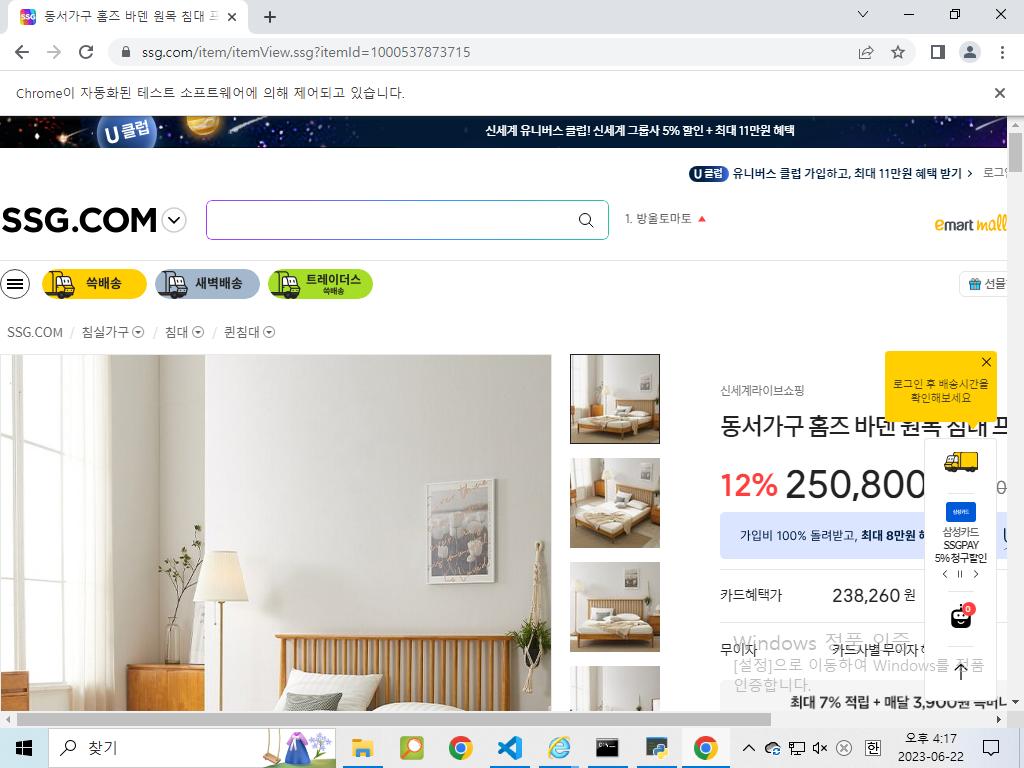 동서가구 홈즈 바덴 원목 침대 프
ssg.com/item/itemView.ssg?itemId=1000537873715
Chrome이 자동화된 테스트 소프트웨어에 의해 제어되고 있습니다.
U 클럽
신세계 유니버스 클럽! 신세계 그룹사 5% 할인 + 최대 11만원 혜택
U 클럽 유니버스 클럽 가입하고, 최대 11만원 혜택 받기 >
로그인
SSG.COM
1. 방울토마토
emart mall
쓱배송
새벽배송
트레이더스
쓱배송
선물
SSG.COM / 침실가구 / 침대 / 퀸침대
로그인 후 배송시간을
확인해보세요
신세계라이브쇼핑
동서가구 홈즈 바덴 원목 침대 프
12% 250,800
가입비 100% 돌려받고, 최대 8만원 혜
삼성카드
삼성카드
SSGPAY
5% 청구할인
카드혜택가 238,260 원
0
무이자 카드사별 무이자
Windows 정품 인증
[설정]으로 이동하여 Windows를 정품
인증합니다.
최대 7% 적립 + 매달 3,900원
찾기
한
오후 4:17
2023-06-22